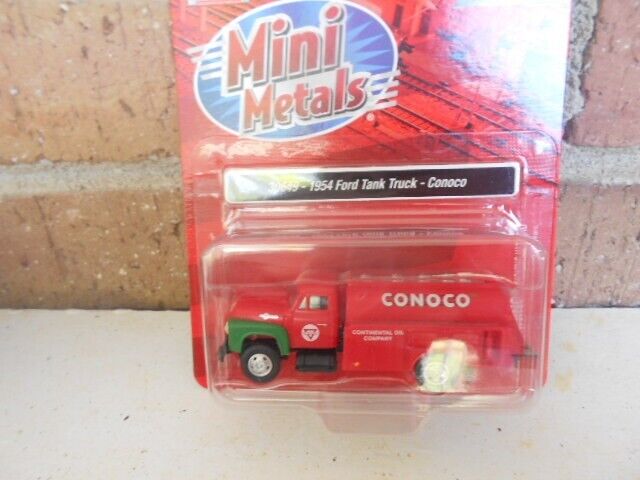 Mini
Metals®
- 1954 Ford Tank Truck - Conoco
CONOCO
CONTINENTAL OIL
COMPANY